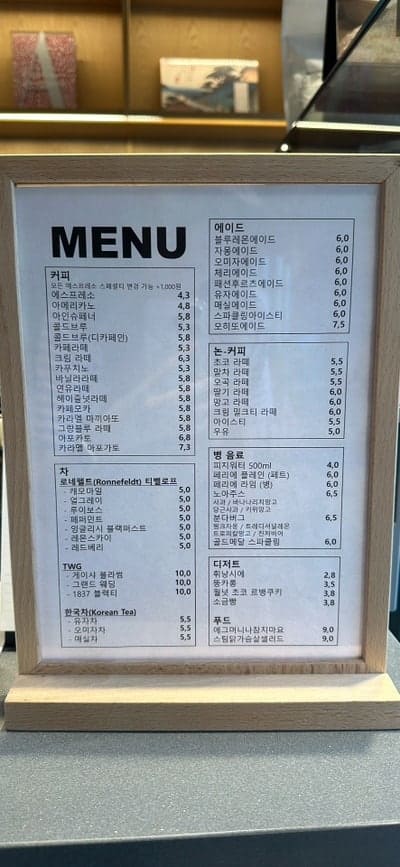 MENU
커피
모든 에스프레소 스페셜티 변경 가능 +1,000원
에스프레소 4,3
아메리카노 4,8
아인슈페너 5,8
콜드브루 5,3
콜드브루(디카페인) 5,8
카페라떼 5,3
크림 라떼 6,3
카푸치노 5,3
바닐라라떼 5,8
연유라떼 5,8
헤이즐넛라떼 5,8
카페모카 5,8
카라멜 마끼아또 5,8
그랑블루 라떼 5,8
아포카토 6,8
카라멜 아포가토 7,3
차
로네펠트(Ronnefeldt) 티벨로프
- 캐모마일 5,0
- 얼그레이 5,0
- 루이보스 5,0
- 페퍼민트 5,0
- 잉글리시 블랙퍼스트 5,0
- 레몬스카이 5,0
- 레드베리 5,0
TWG
- 게이샤 블라썸 10,0
- 그랜드 웨딩 10,0
- 1837 블랙티 10,0
한국차(Korean Tea)
- 유자차 5,5
- 오미자차 5,5
- 매실차 5,5
에이드
블루레몬에이드 6,0
자몽에이드 6,0
오미자에이드 6,0
체리에이드 6,0
패션후르츠에이드 6,0
유자에이드 6,0
매실에이드 6,0
스파클링아이스티 6,0
모히또에이드 7,5
논-커피
초코 라떼 5,5
말차 라떼 5,5
오곡 라떼 5,5
딸기 라떼 6,0
망고 라떼 6,0
크림 밀크티 라떼 6,0
아이스티 5,5
우유 5,0
병 음료
피지워터 500ml 4,0
페리에 플레인 (페트) 6,0
페리에 라임 (병) 6,0
노아주스 6,5
사과 / 바나나리치망고
당근사과 / 키위망고
분다버그 6,5
핑크자몽 / 트레디셔널레몬
트로피칼망고 / 진저비어
골드메달 스파클링 6,0
디저트
휘낭시에 2,8
뚱카롱 3,5
월넛 초코 르뱅쿠키 3,8
소금빵 3,8
푸드
에그머니나참지마요 9,0
스팀닭가슴살샐러드 9,0